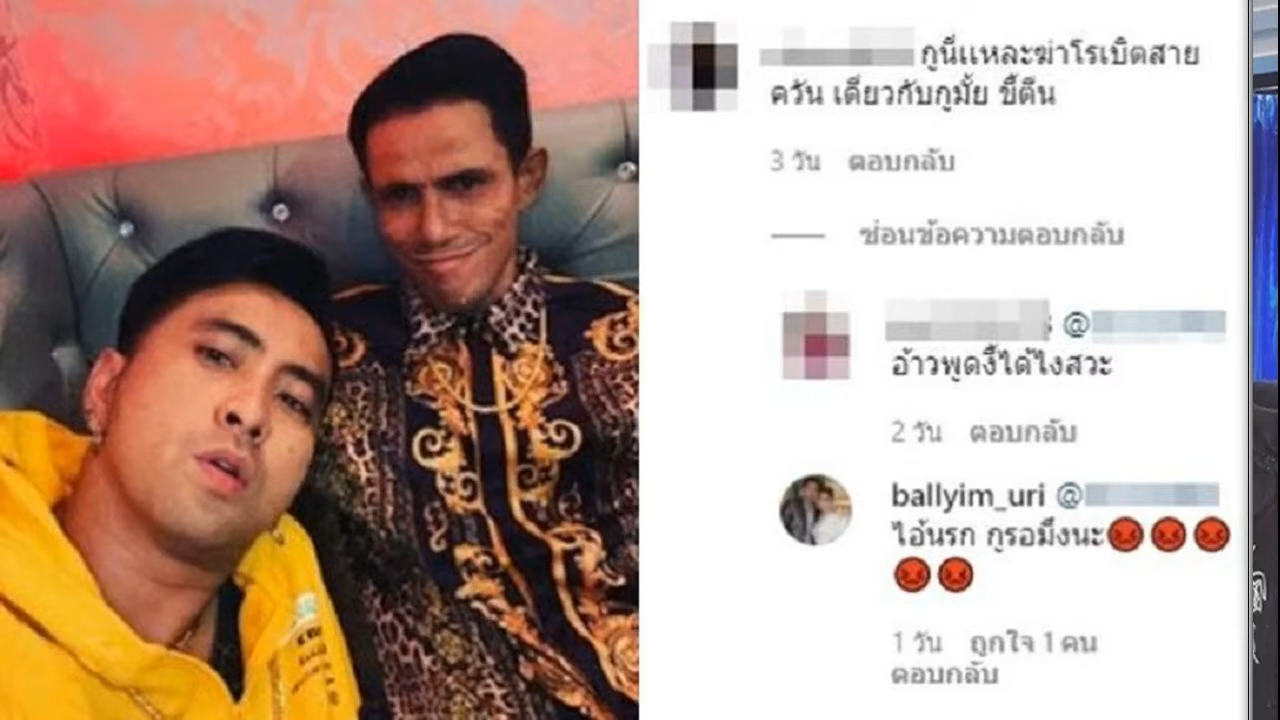 กูนี่แหละฆ่าโรเบิตสาย
ควัน เดี่ยวกับกูมั้ย ขี้ตีน
3 วัน ตอบกลับ
ซ่อนข้อความตอบกลับ
@
อ้าวพูดงี้ได้ไงสวะ
2 วัน ตอบกลับ
ballyim_uri @
ไอ้นรก กูรอมึงนะ😡😡😡
😡😡
1 วัน ถูกใจ 1 คน
ตอบกลับ